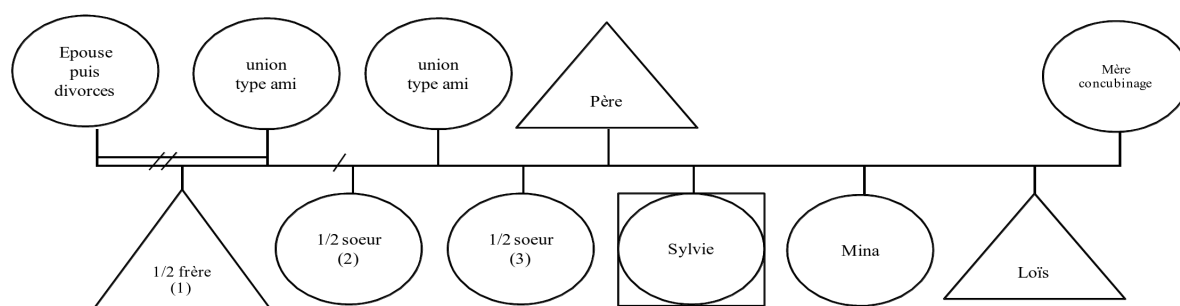 Epouse
puis
divorces
union
type ami
union
type ami
Père
Mère
concubinage
1/2 frère
(1)
1/2 soeur
(2)
1/2 soeur
(3)
Sylvie
Mina
Loïs